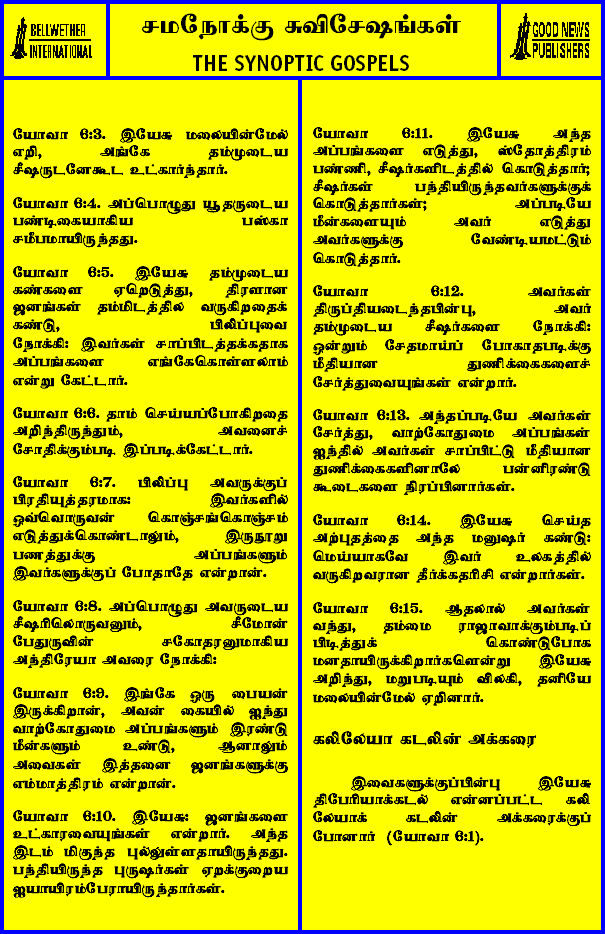 BELLWETHER
INTERNATIONAL
சமநோக்கு சுவிசேஷங்கள்
THE SYNOPTIC GOSPELS
GOOD NEWS
PUBLISHERS
யோவா 6:3. இயேசு மலையின்மேல்
ஏறி, அங்கே தம்முடைய
சீஷருடனேகூட உட்கார்ந்தார்.
யோவா 6:4. அப்பொழுது யூதருடைய
பண்டிகையாகிய பஸ்கா
சமீபமாயிருந்தது.
யோவா 6:5. இயேசு தம்முடைய
கண்களை ஏறெடுத்து, திரளான
ஜனங்கள் தம்மிடத்தில் வருகிறதைக்
கண்டு, பிலிப்புவை
நோக்கி: இவர்கள் சாப்பிடத்தக்கதாக
அப்பங்களை எங்கேகொள்ளலாம்
என்று கேட்டார்.
யோவா 6:6. தாம் செய்யப்போகிறதை
அறிந்திருந்தும், அவனைச்
சோதிக்கும்படி இப்படிக்கேட்டார்.
யோவா 6:7. பிலிப்பு அவருக்குப்
பிரதியுத்தரமாக: இவர்களில்
ஒவ்வொருவன் கொஞ்சங்கொஞ்சம்
எடுத்துக்கொண்டாலும், இருநூறு
பணத்துக்கு அப்பங்களும்
இவர்களுக்குப் போதாதே என்றான்.
யோவா 6:8. அப்பொழுது அவருடைய
சீஷரிலொருவனும், சீமோன்
பேதுருவின் சகோதரனுமாகிய
அந்திரேயா அவரை நோக்கி:
யோவா 6:9. இங்கே ஒரு பையன்
இருக்கிறான், அவன் கையில் ஐந்து
வாற்கோதுமை அப்பங்களும் இரண்டு
மீன்களும் உண்டு, ஆனாலும்
அவைகள் இத்தனை ஜனங்களுக்கு
எம்மாத்திரம் என்றான்.
யோவா 6:10. இயேசு: ஜனங்களை
உட்காரவையுங்கள் என்றார். அந்த
இடம் மிகுந்த புல்லுள்ளதாயிருந்தது.
பந்தியிருந்த புருஷர்கள் ஏறக்குறைய
ஐயாயிரம்பேராயிருந்தார்கள்.
யோவா 6:11. இயேசு அந்த
அப்பங்களை எடுத்து, ஸ்தோத்திரம்
பண்ணி, சீஷர்களிடத்தில் கொடுத்தார்;
சீஷர்கள் பந்தியிருந்தவர்களுக்குக்
கொடுத்தார்கள்; அப்படியே
மீன்களையும் அவர் எடுத்து
அவர்களுக்கு வேண்டியமட்டும்
கொடுத்தார்.
யோவா 6:12. அவர்கள்
திருப்தியடைந்தபின்பு, அவர்
தம்முடைய சீஷர்களை நோக்கி:
ஒன்றும் சேதமாய்ப் போகாதபடிக்கு
மீதியான துணிக்கைகளைச்
சேர்த்துவையுங்கள் என்றார்.
யோவா 6:13. அந்தப்படியே அவர்கள்
சேர்த்து, வாற்கோதுமை அப்பங்கள்
ஐந்தில் அவர்கள் சாப்பிட்டு மீதியான
துணிக்கைகளினாலே பன்னிரண்டு
கூடைகளை நிரப்பினார்கள்.
யோவா 6:14. இயேசு செய்த
அற்புதத்தை அந்த மனுஷர் கண்டு:
மெய்யாகவே இவர் உலகத்தில்
வருகிறவரான தீர்க்கதரிசி என்றார்கள்.
யோவா 6:15. ஆதலால் அவர்கள்
வந்து, தம்மை ராஜாவாக்கும்படிப்
பிடித்துக் கொண்டுபோக
மனதாயிருக்கிறார்களென்று இயேசு
அறிந்து, மறுபடியும் விலகி, தனியே
மலையின்மேல் ஏறினார்.
கலிலேயா கடலின் அக்கரை
இவைகளுக்குப்பின்பு இயேசு
திபேரியாக்கடல் என்னப்பட்ட கலி
லேயாக் கடலின் அக்கரைக்குப்
போனார் (யோவா 6:1).